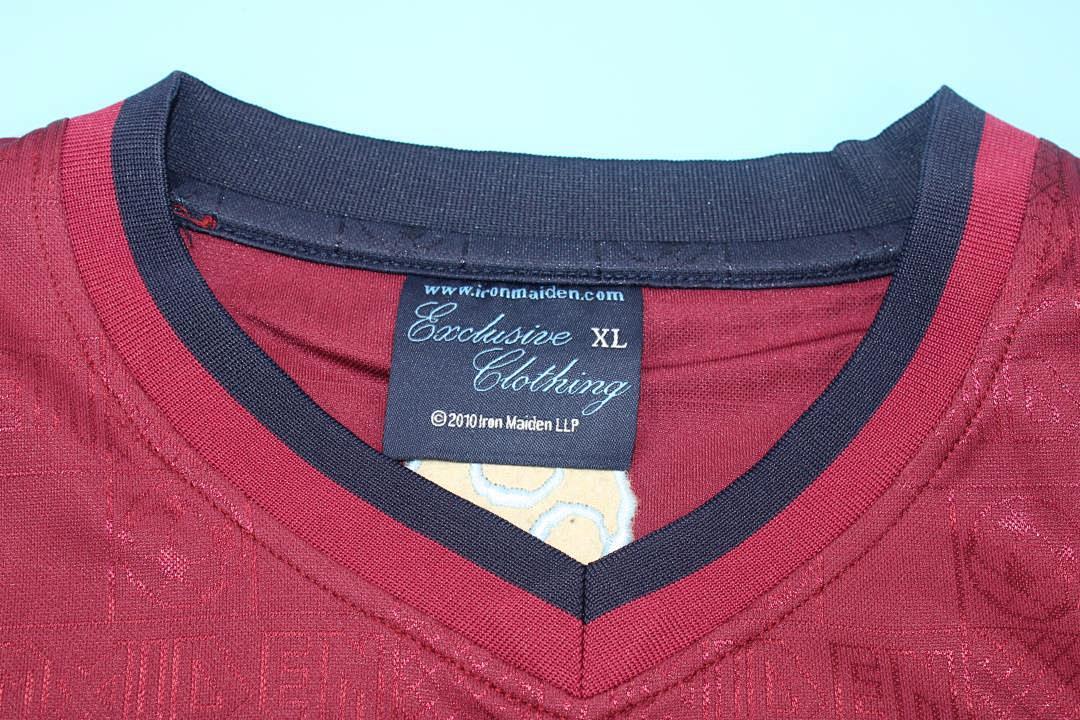 www.ironmaiden.com
Exclusive XL
Clothing
©2010 Iron Maiden LLP